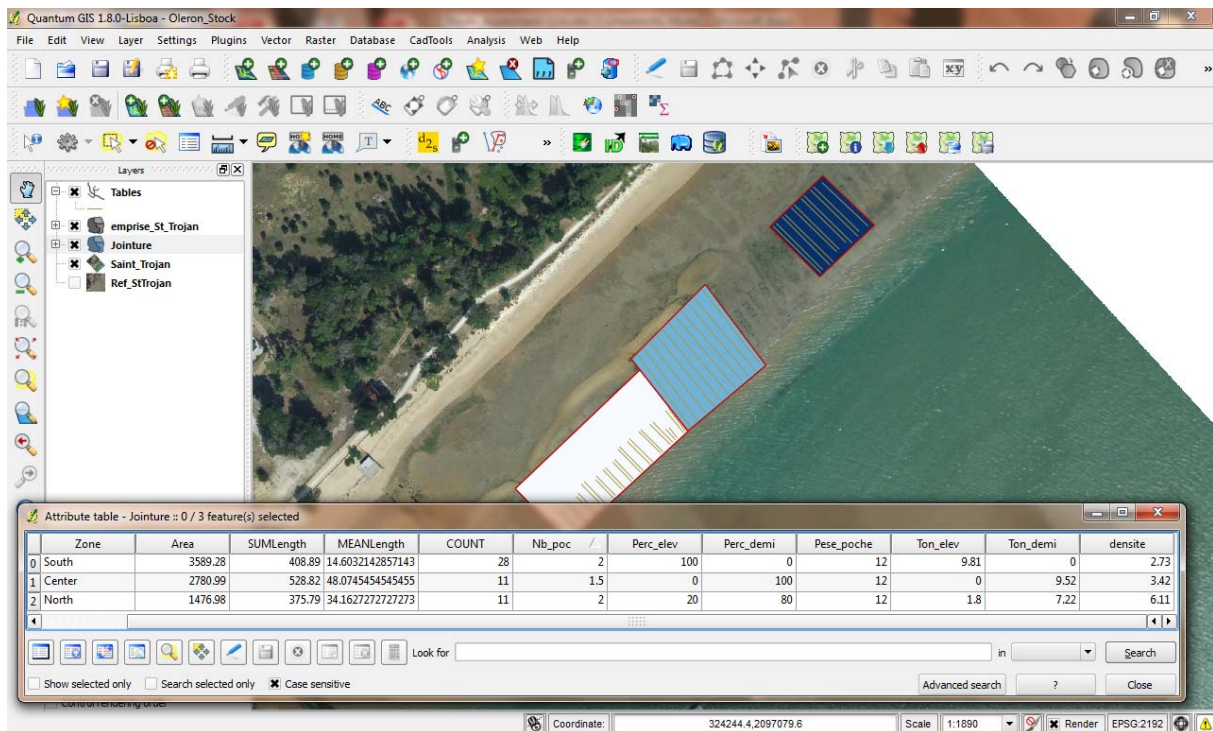 Quantum GIS 1.8.0-Lisboa - Oleron_Stock
File Edit View Layer Settings Plugins Vector Raster Database CadTools Analysis Web Help
Layers
Tables
emprise_St_Trojan
Jointure
Saint_Trojan
Ref_StTrojan
Attribute table - Jointure :: 0 / 3 feature(s) selected
Zone Area SUMLength MEANLength COUNT Nb_poc Perc_elev Perc_demi Pese_poche Ton_elev Ton_demi densite
0 South 3589.28 408.89 14.6032142857143 28 2 100 0 12 9.81 0 2.73
1 Center 2780.99 528.82 48.0745454545455 11 1.5 0 100 12 0 9.52 3.42
2 North 1476.98 375.79 34.1627272727273 11 2 20 80 12 1.8 7.22 6.11
Look for in Search
Show selected only Search selected only Case sensitive Advanced search ? Close
Control rendering order
Coordinate: 324244.4,2097079.6 Scale 1:1890 Render EPSG:2192